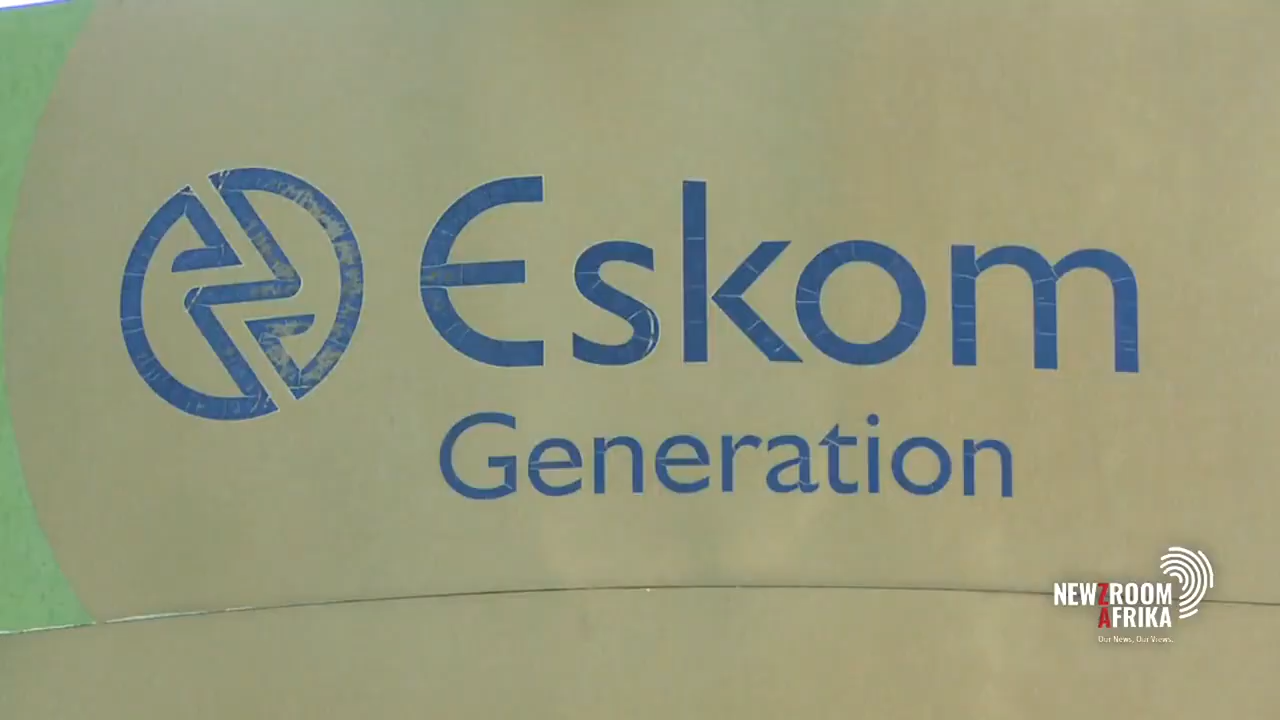 Eskom
Generation
NEWZROOM
AFRIKA
Our News, Our Views.